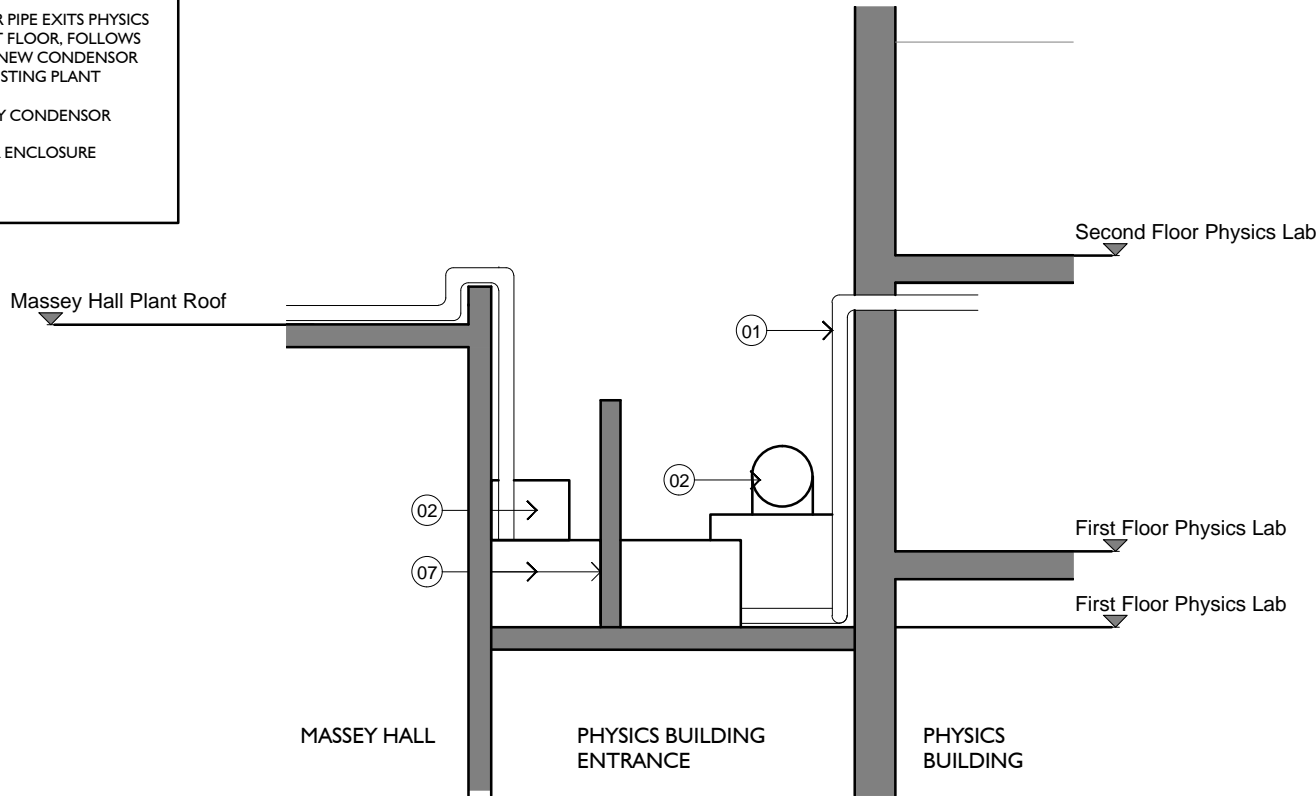 R PIPE EXITS PHYSICS
T FLOOR, FOLLOWS
NEW CONDENSOR
STING PLANT
Y CONDENSOR
ENCLOSURE
Second Floor Physics Lab
Massey Hall Plant Roof
01
02
02
First Floor Physics Lab
07
First Floor Physics Lab
MASSEY HALL
PHYSICS BUILDING
ENTRANCE
PHYSICS
BUILDING